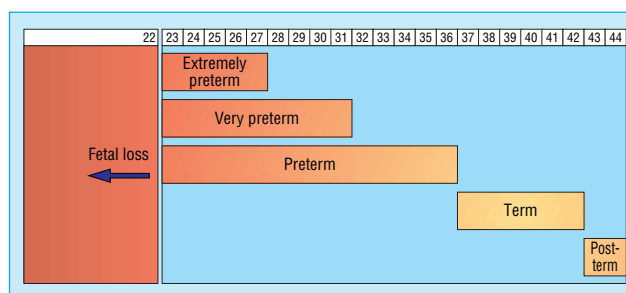 22 23 24 25 26 27 28 29 30 31 32 33 34 35 36 37 38 39 40 41 42 43 44
Extremely
preterm
Very preterm
Fetal loss
Preterm
Term
Post-
term